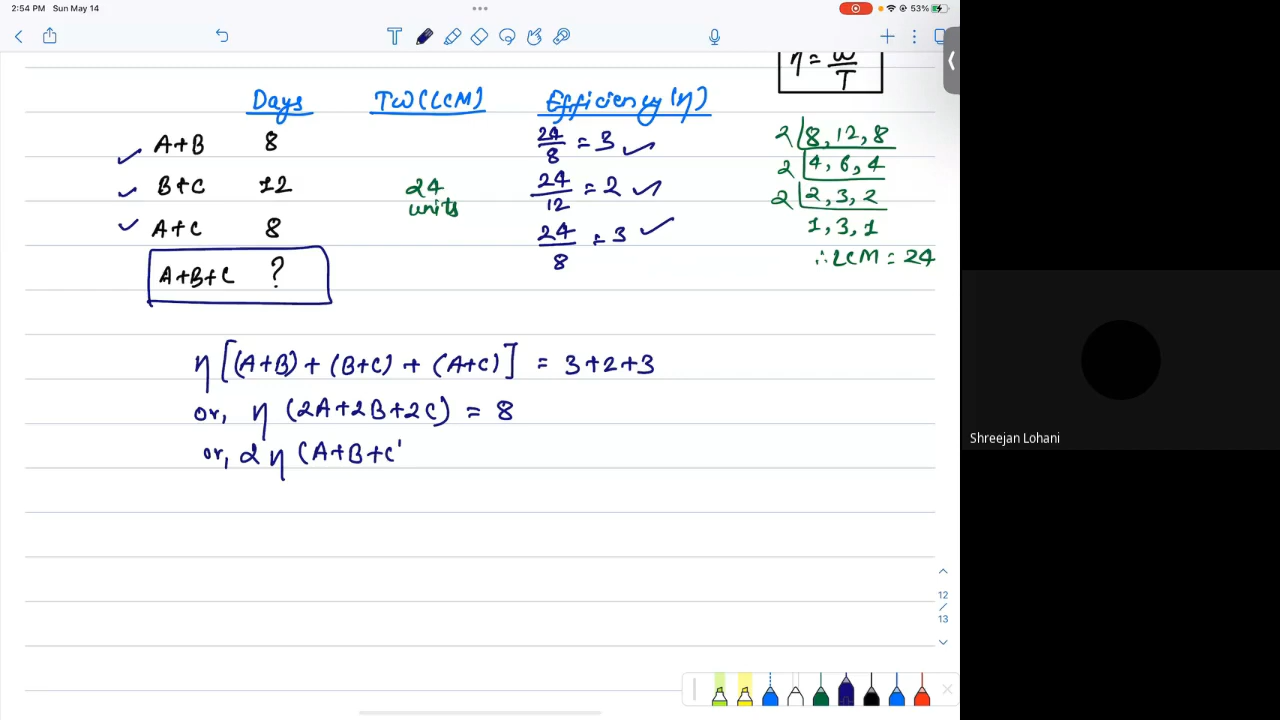 2:54 PM Sun May 14
53%
η = W/T
Days TW(LCM) Efficiency(η)
A+B 8 24/8 = 3
B+C 12 24 units 24/12 = 2
A+C 8 24/8 = 3
A+B+C ?
2 | 8, 12, 8
2 | 4, 6, 4
2 | 2, 3, 2
1, 3, 1
∴ LCM = 24
η [(A+B) + (B+C) + (A+C)] = 3+2+3
or, η (2A+2B+2C) = 8
or, 2η (A+B+C
Shreejan Lohani
12
/
13